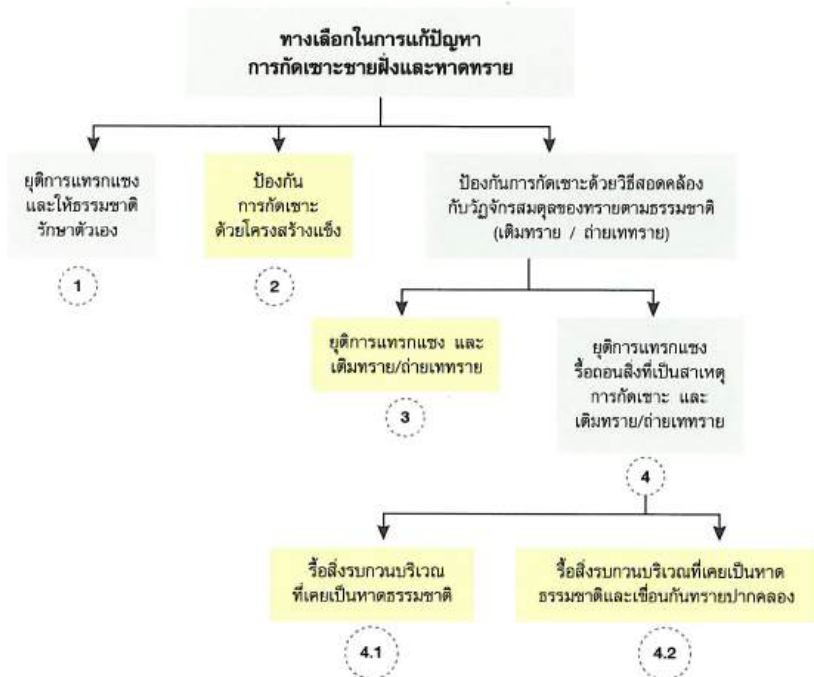 ทางเลือกในการแก้ปัญหา
การกัดเซาะชายฝั่งและหาดทราย
ยุติการแทรกแซง
และให้ธรรมชาติ
รักษาตัวเอง
1
ป้องกัน
การกัดเซาะ
ด้วยโครงสร้างแข็ง
2
ป้องกันการกัดเซาะด้วยวิธีสอดคล้อง
กับวัฏจักรสมดุลของทรายตามธรรมชาติ
(เติมทราย / ถ่ายเททราย)
ยุติการแทรกแซง และ
เติมทราย/ถ่ายเททราย
3
ยุติการแทรกแซง
รื้อถอนสิ่งที่เป็นสาเหตุ
การกัดเซาะ และ
เติมทราย/ถ่ายเททราย
4
รื้อสิ่งรบกวนบริเวณ
ที่เคยเป็นหาดธรรมชาติ
4.1
รื้อสิ่งรบกวนบริเวณที่เคยเป็นหาด
ธรรมชาติและเขื่อนกันทรายปากคลอง
4.2